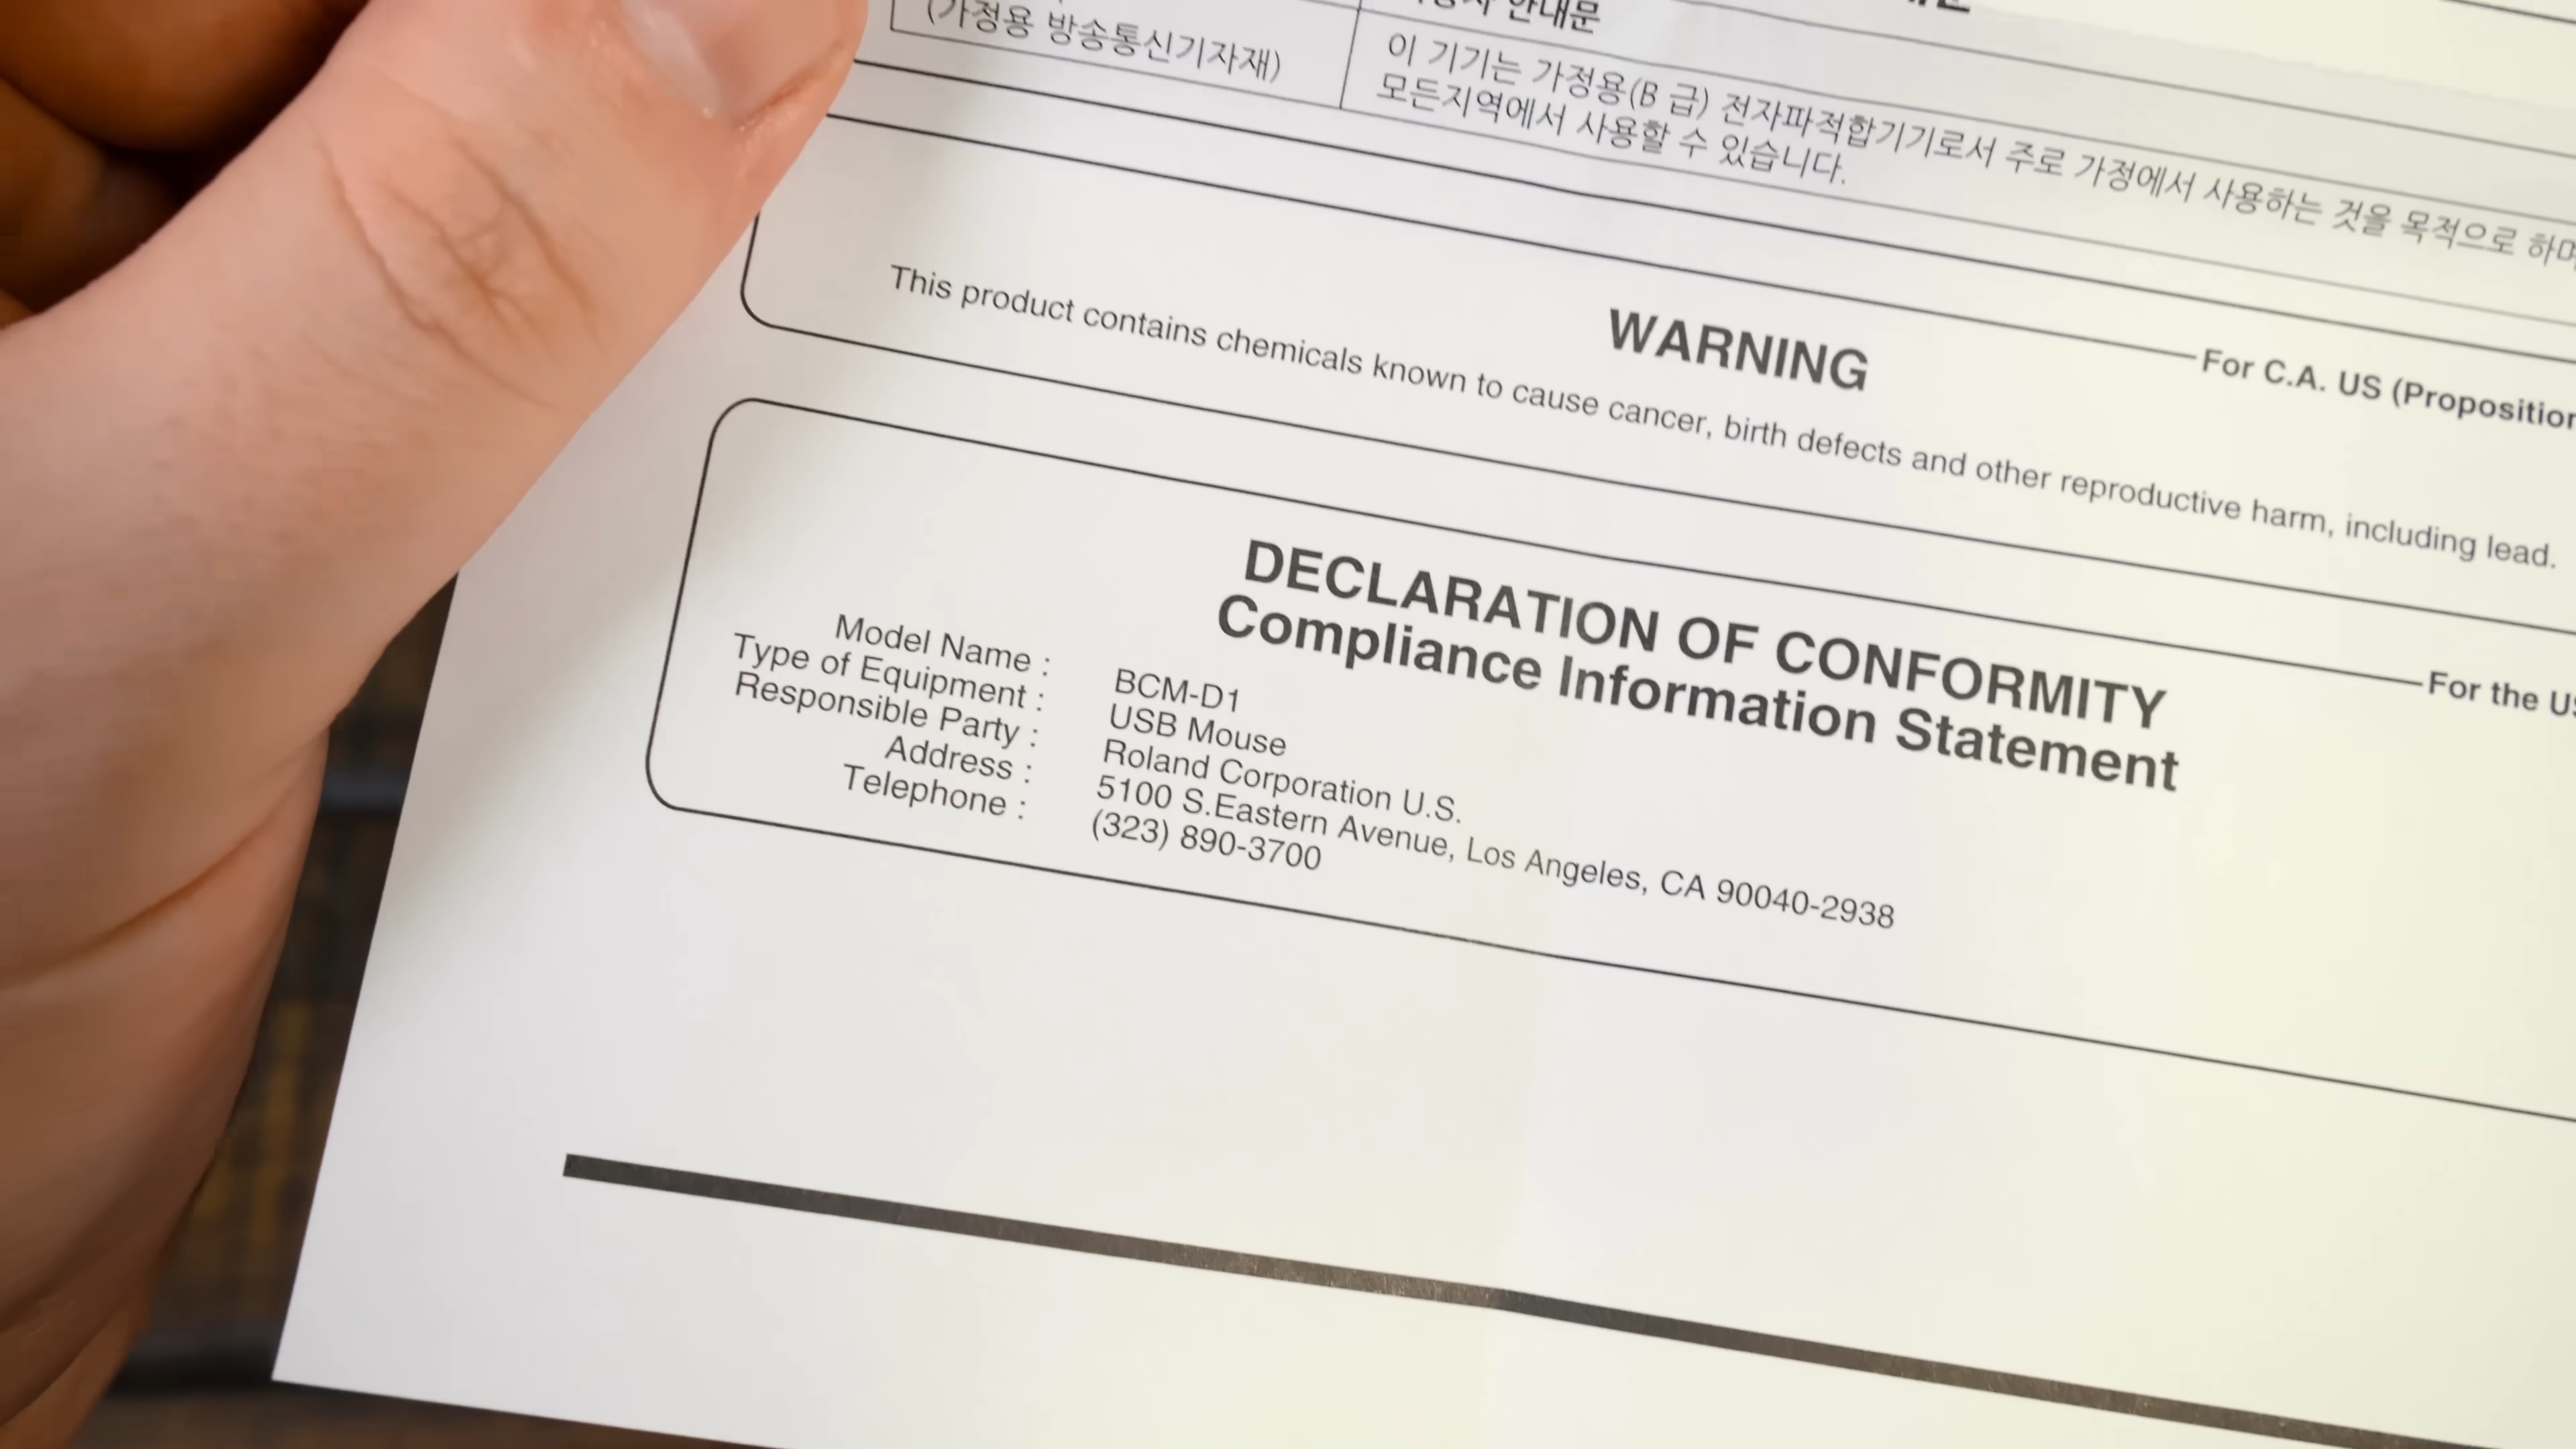 (가정용 방송통신기자재)
안내문
이 기기는 가정용(B 급) 전자파적합기기로서 주로 가정에서 사용하는 것을 목적으로 하며
모든지역에서 사용할 수 있습니다.
For C.A. US (Proposition
WARNING
This product contains chemicals known to cause cancer, birth defects and other reproductive harm, including lead.
For the US
DECLARATION OF CONFORMITY
Compliance Information Statement
Model Name : BCM-D1
Type of Equipment : USB Mouse
Responsible Party : Roland Corporation U.S.
Address : 5100 S.Eastern Avenue, Los Angeles, CA 90040-2938
Telephone : (323) 890-3700